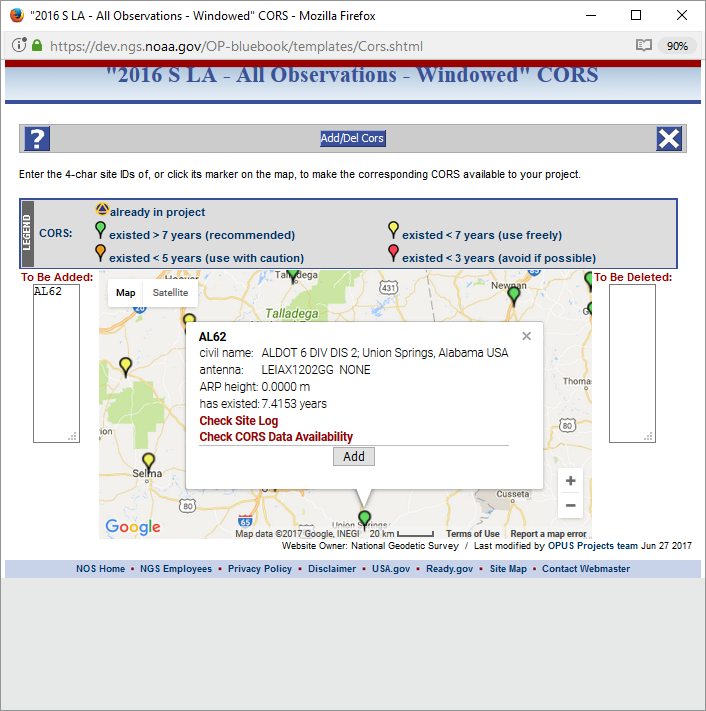 "2016 S LA - All Observations - Windowed" CORS - Mozilla Firefox
https://dev.ngs.noaa.gov/OP-bluebook/templates/Cors.shtml
90%
"2016 S LA - All Observations - Windowed" CORS
?
Add/Del Cors
Enter the 4-char site IDs of, or click its marker on the map, to make the corresponding CORS available to your project.
LEGEND
CORS:
already in project
existed > 7 years (recommended)
existed < 7 years (use freely)
existed < 5 years (use with caution)
existed < 3 years (avoid if possible)
To Be Added:
AL62
To Be Deleted:
Map
Satellite
Hoover
Talladega
Talladega
431
Newnan
85
20
AL62
civil name: ALDOT 6 DIV DIS 2; Union Springs, Alabama USA
antenna: LEIAX1202GG NONE
ARP height: 0.0000 m
has existed: 7.4153 years
Check Site Log
Check CORS Data Availability
Add
Thomas
80
Selma
80
65
Cusseta
Union Springs
Google
Map data ©2017 Google, INEGI
20 km
Terms of Use
Report a map error
Website Owner: National Geodetic Survey / Last modified by OPUS Projects team Jun 27 2017
NOS Home • NGS Employees • Privacy Policy • Disclaimer • USA.gov • Ready.gov • Site Map • Contact Webmaster